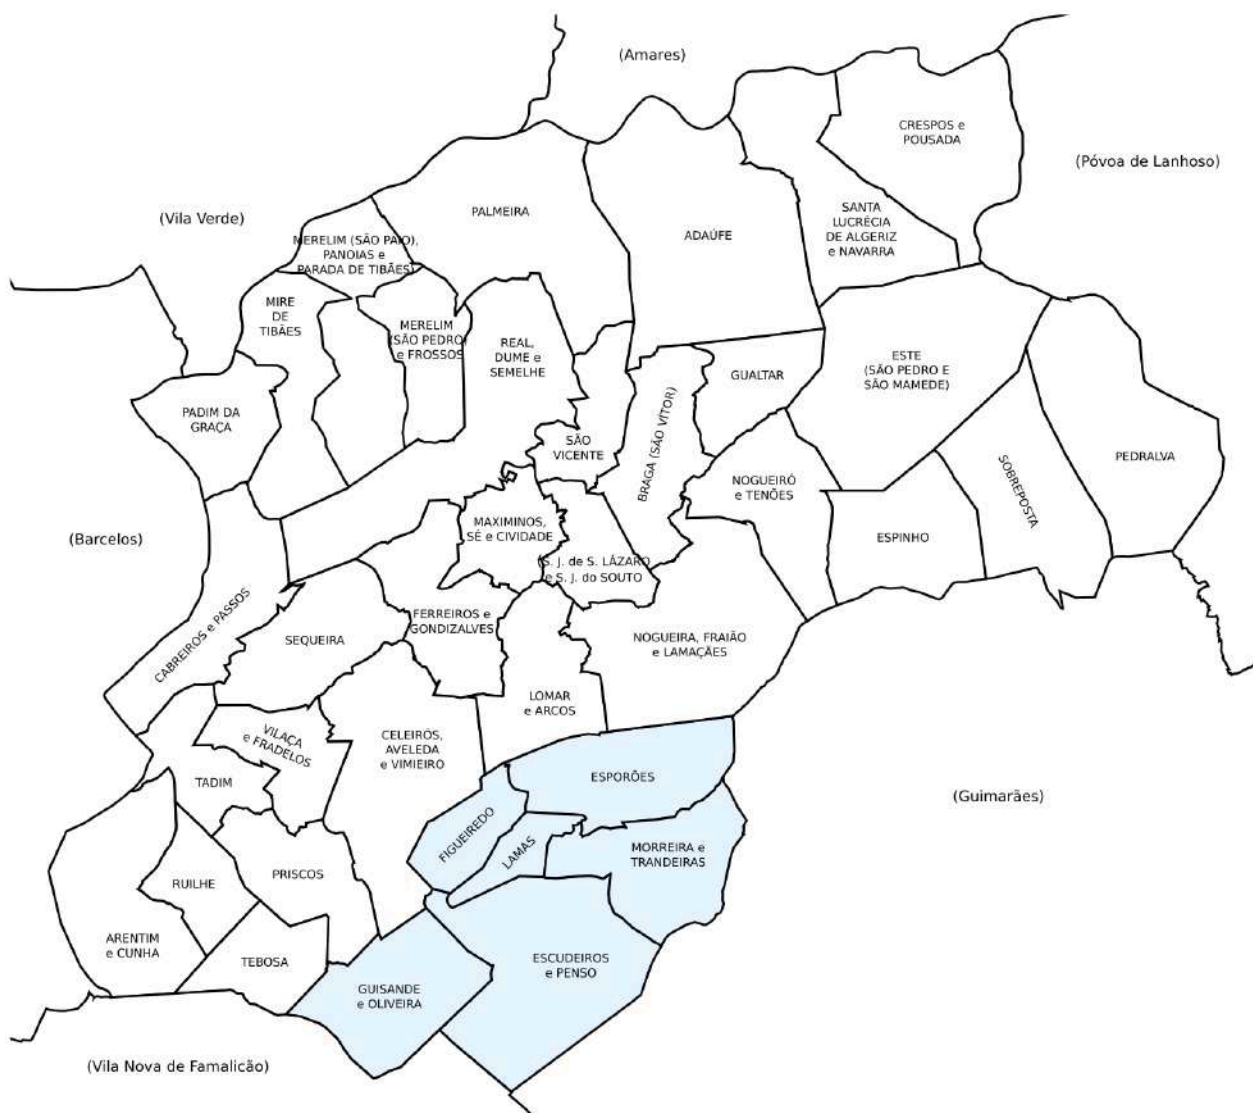 (Amares)
CRESPOS e
POUSADA
(Póvoa de Lanhoso)
(Vila Verde)
PALMEIRA
ADAÚFE
SANTA
LUCRÉCIA
DE ALGERIZ
e NAVARRA
MERELIM (SÃO PAIO),
PANOIAS e
PARADA DE TIBÃES)
MIRE
DE
TIBÃES
MERELIM
(SÃO PEDRO)
e FROSSOS
REAL,
DUME e
SEMELHE
GUALTAR
ESTE
(SÃO PEDRO E
SÃO MAMEDE)
PADIM DA
GRAÇA
SÃO
VICENTE
BRAGA (SÃO VÍTOR)
NOGUEIRÓ
e TENÕES
SOBREPOSTA
PEDRALVA
(Barcelos)
MAXIMINOS,
SÉ e CIVIDADE
ESPINHO
(S. J. de S. LÁZARO
e S. J. do SOUTO
CABREIROS e PASSOS
SEQUEIRA
FERREIROS e
GONDIZALVES
NOGUEIRA, FRAIÃO
e LAMAÇÃES
LOMAR
e ARCOS
VILAÇA
e FRADELOS
CELEIRÓS,
AVELEDA
e VIMIEIRO
TADIM
ESPORÕES
(Guimarães)
FIGUEIREDO
LAMAS
MORREIRA e
TRANDEIRAS
RUILHE
PRISCOS
ARENTIM
e CUNHA
TEBOSA
ESCUDEIROS
e PENSO
GUISANDE
e OLIVEIRA
(Vila Nova de Famalicão)